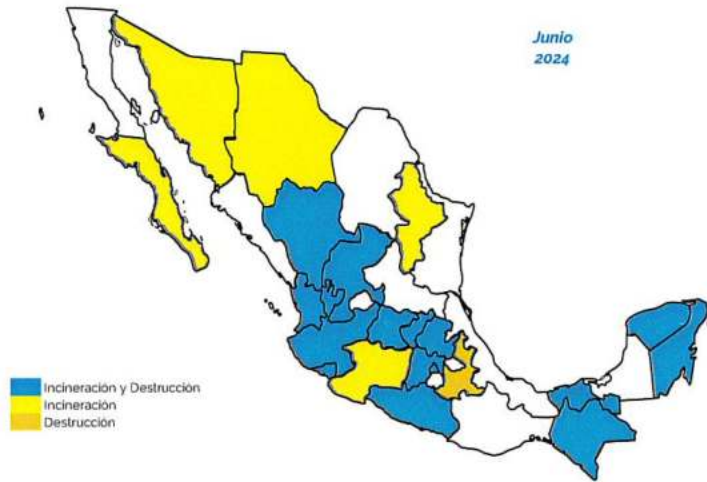 Junio
2024
Incineración y Destrucción
Incineración
Destrucción